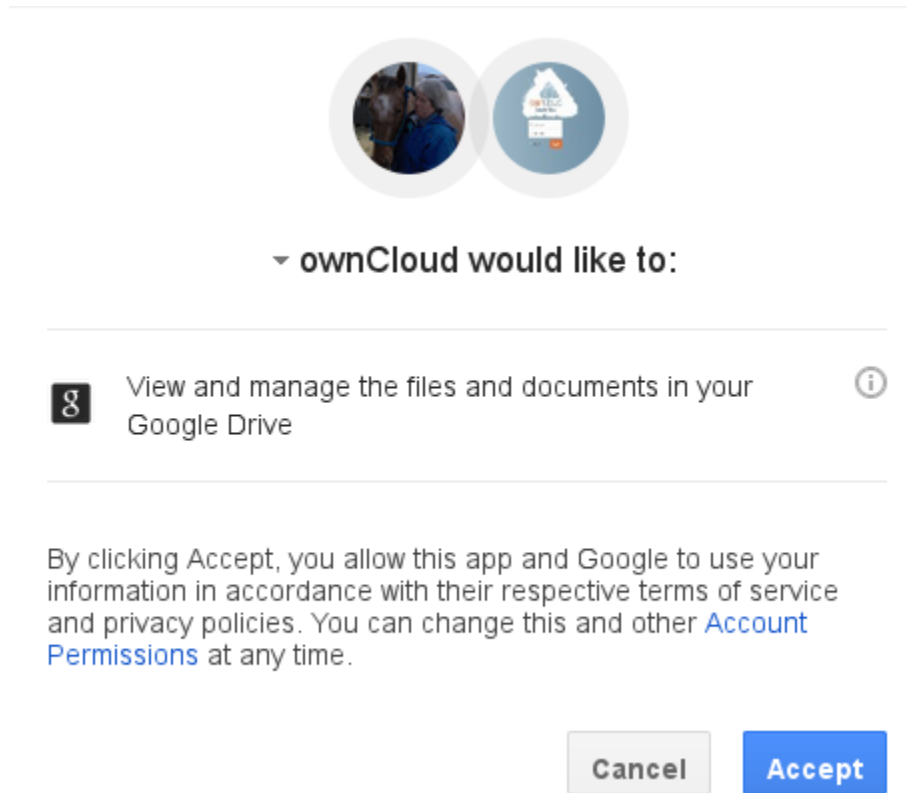 ownCloud would like to:
g
View and manage the files and documents in your
Google Drive
By clicking Accept, you allow this app and Google to use your
information in accordance with their respective terms of service
and privacy policies. You can change this and other Account
Permissions at any time.
Cancel
Accept